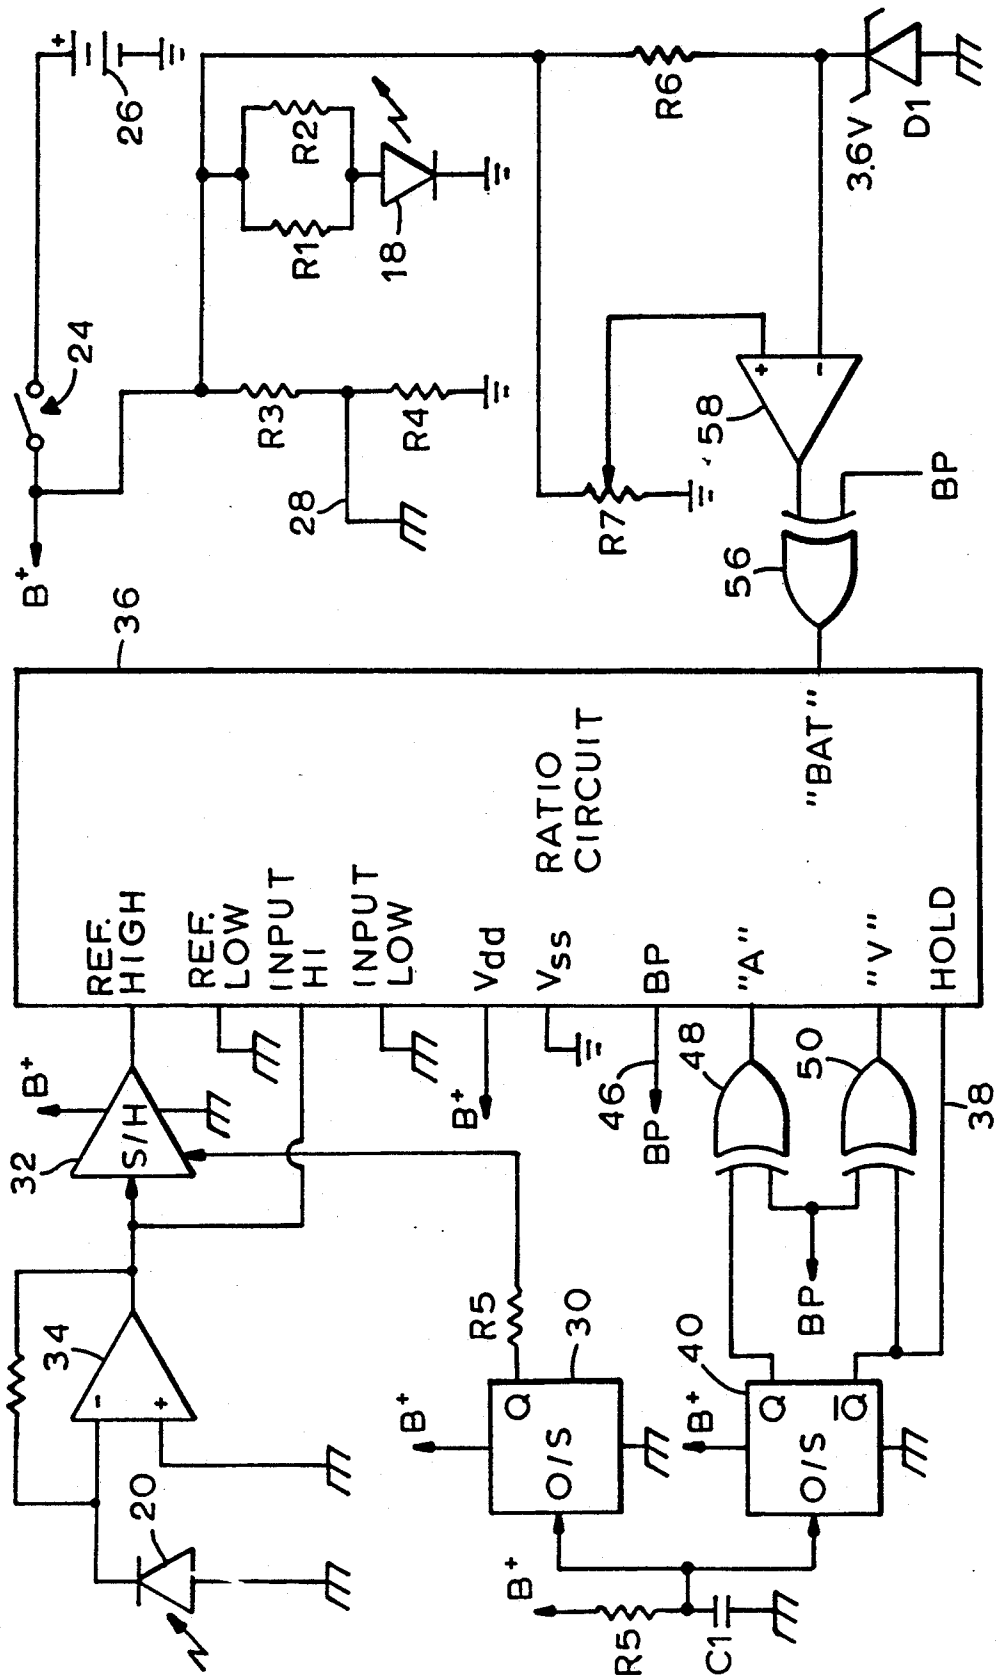 B+
24
+
26
R3
R4
28
R1
R2
18
R6
3.6V
D1
R7
+
-
58
56
BP
36
REF.
HIGH
REF.
LOW
INPUT
HI
INPUT
LOW
Vdd
Vss
BP
"A"
"V"
HOLD
RATIO
CIRCUIT
"BAT"
B+
S/H
32
34
-
+
20
B+
46
BP
48
50
38
BP
R5
30
B+
Q
O/S
40
B+
Q
Q̅
O/S
B+
R5
C1